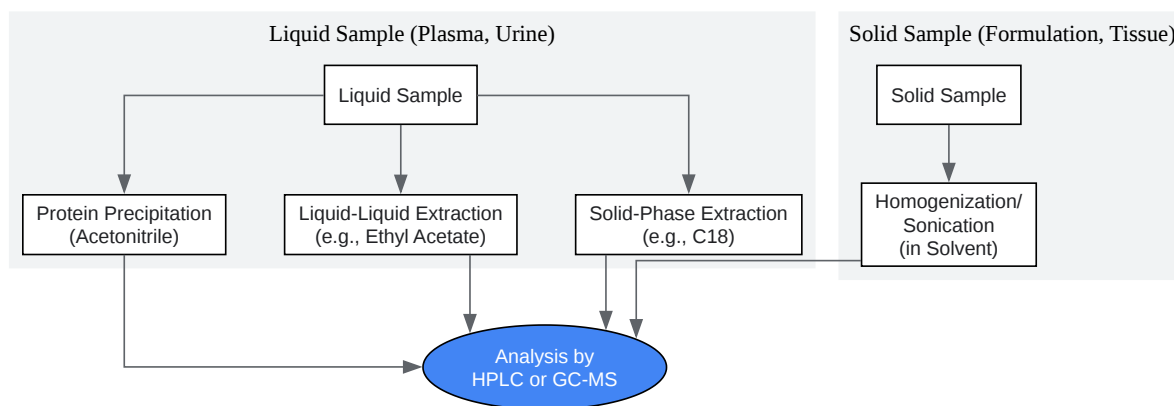 Liquid Sample (Plasma, Urine)
Solid Sample (Formulation, Tissue)
Liquid Sample
Solid Sample
Protein Precipitation
(Acetonitrile)
Liquid-Liquid Extraction
(e.g., Ethyl Acetate)
Solid-Phase Extraction
(e.g., C18)
Homogenization/
Sonication
(in Solvent)
Analysis by
HPLC or GC-MS